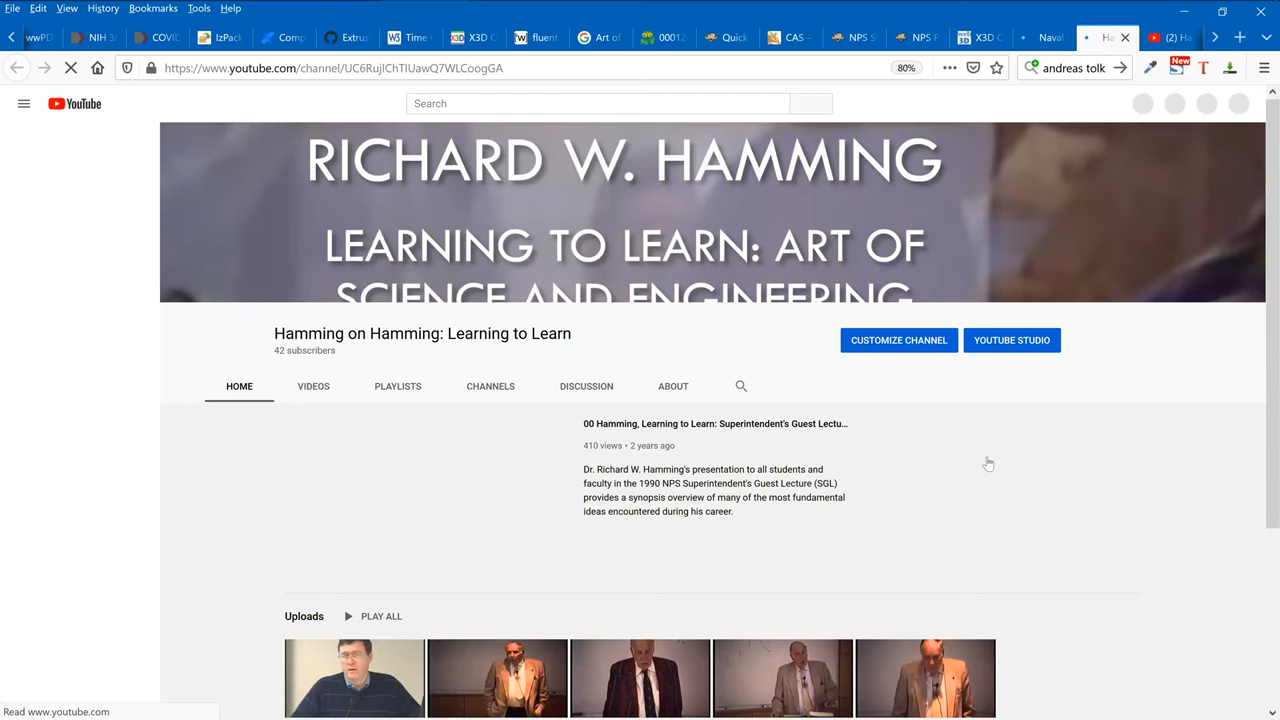 File Edit View History Bookmarks Tools Help
wwPD NIH 3D COVID IzPack Comp Extrus Time X3D C fluent Art of 00012 Quick CAS – NPS S NPS P X3D C Naval Ha (2) Ha
https://www.youtube.com/channel/UC6RujIChTIUawQ7WLCoogGA 80% andreas tolk New
YouTube Search
RICHARD W. HAMMING
LEARNING TO LEARN: ART OF
SCIENCE AND ENGINEERING
Hamming on Hamming: Learning to Learn
42 subscribers
CUSTOMIZE CHANNEL YOUTUBE STUDIO
HOME VIDEOS PLAYLISTS CHANNELS DISCUSSION ABOUT
00 Hamming, Learning to Learn: Superintendent's Guest Lectu...
410 views • 2 years ago
Dr. Richard W. Hamming's presentation to all students and
faculty in the 1990 NPS Superintendent's Guest Lecture (SGL)
provides a synopsis overview of many of the most fundamental
ideas encountered during his career.
Uploads PLAY ALL
Read www.youtube.com